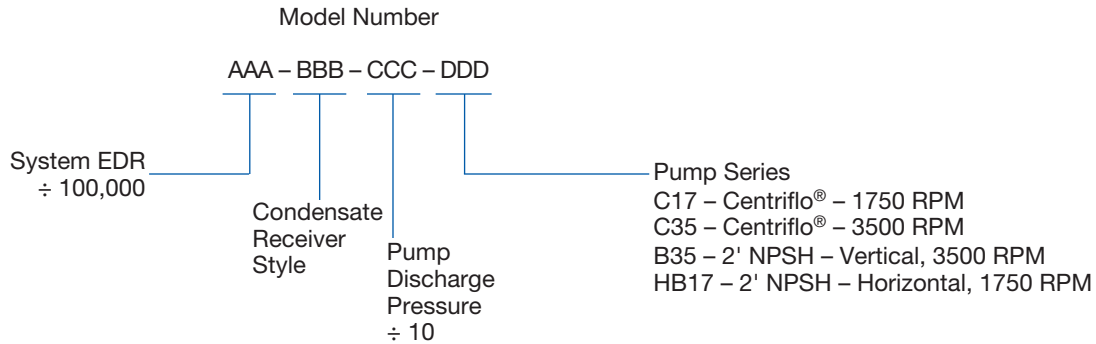 Model Number
AAA – BBB – CCC – DDD
System EDR
÷ 100,000
Condensate
Receiver
Style
Pump
Discharge
Pressure
÷ 10
Pump Series
C17 – Centriflo® – 1750 RPM
C35 – Centriflo® – 3500 RPM
B35 – 2' NPSH – Vertical, 3500 RPM
HB17 – 2' NPSH – Horizontal, 1750 RPM